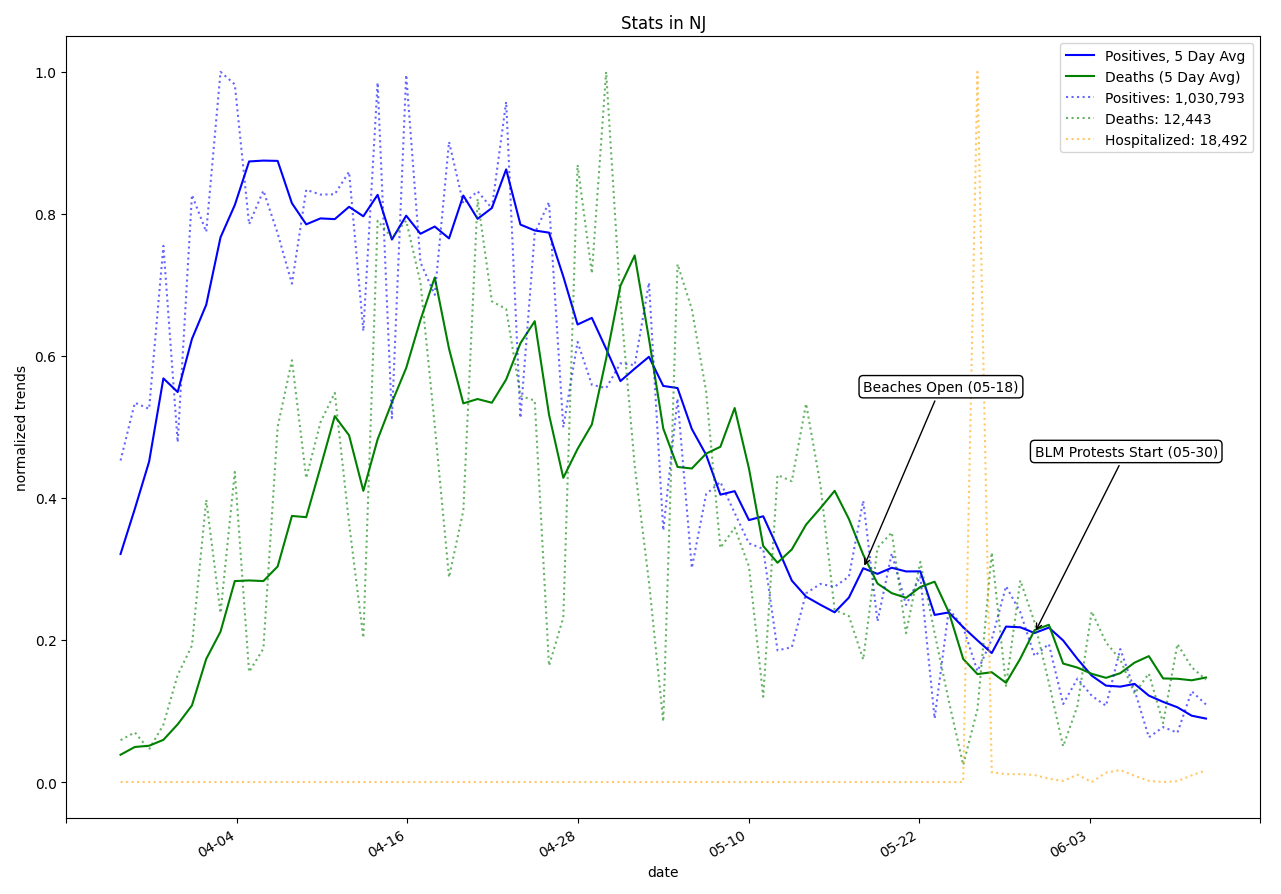 Stats in NJ
Positives, 5 Day Avg
Deaths (5 Day Avg)
Positives: 1,030,793
Deaths: 12,443
Hospitalized: 18,492
1.0
0.8
0.6
0.4
0.2
0.0
normalized trends
Beaches Open (05-18)
BLM Protests Start (05-30)
04-04
04-16
04-28
05-10
05-22
06-03
date